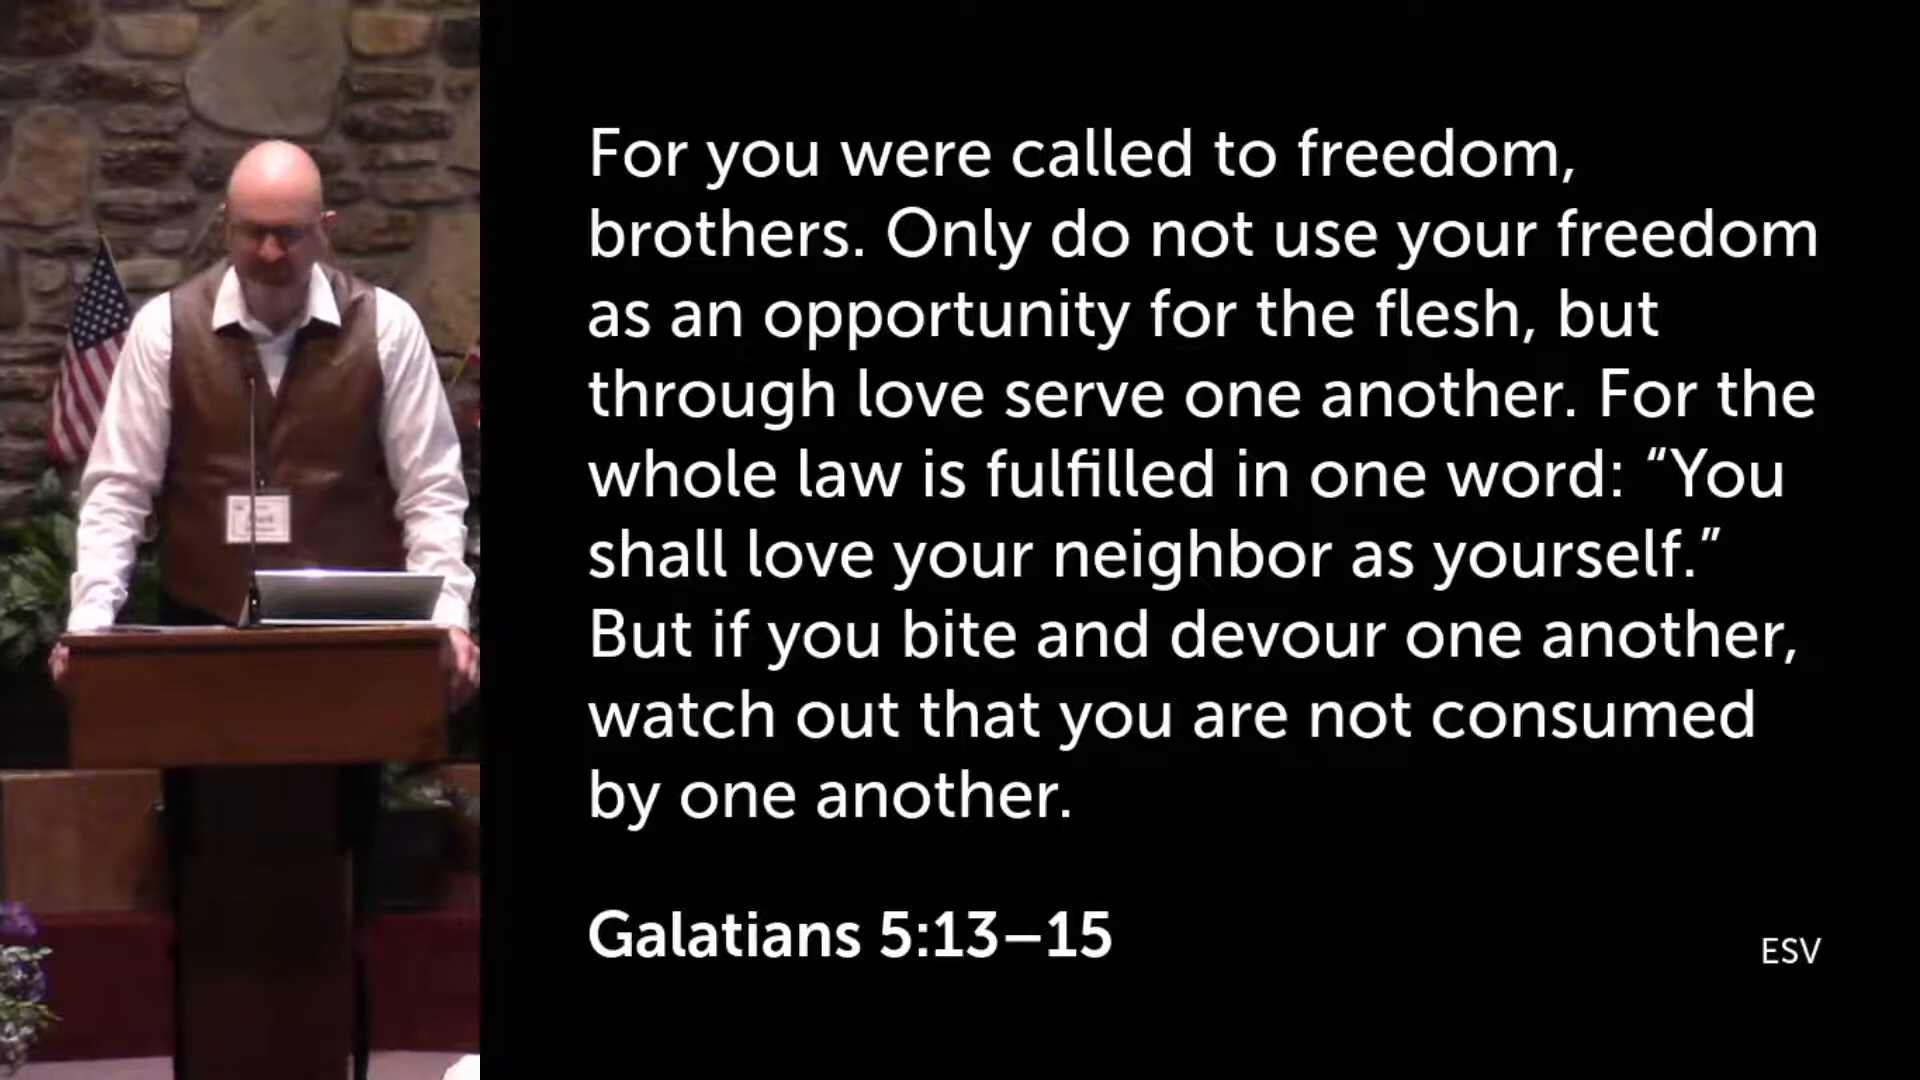 For you were called to freedom,
brothers. Only do not use your freedom
as an opportunity for the flesh, but
through love serve one another. For the
whole law is fulfilled in one word: “You
shall love your neighbor as yourself.”
But if you bite and devour one another,
watch out that you are not consumed
by one another.
Galatians 5:13–15
ESV